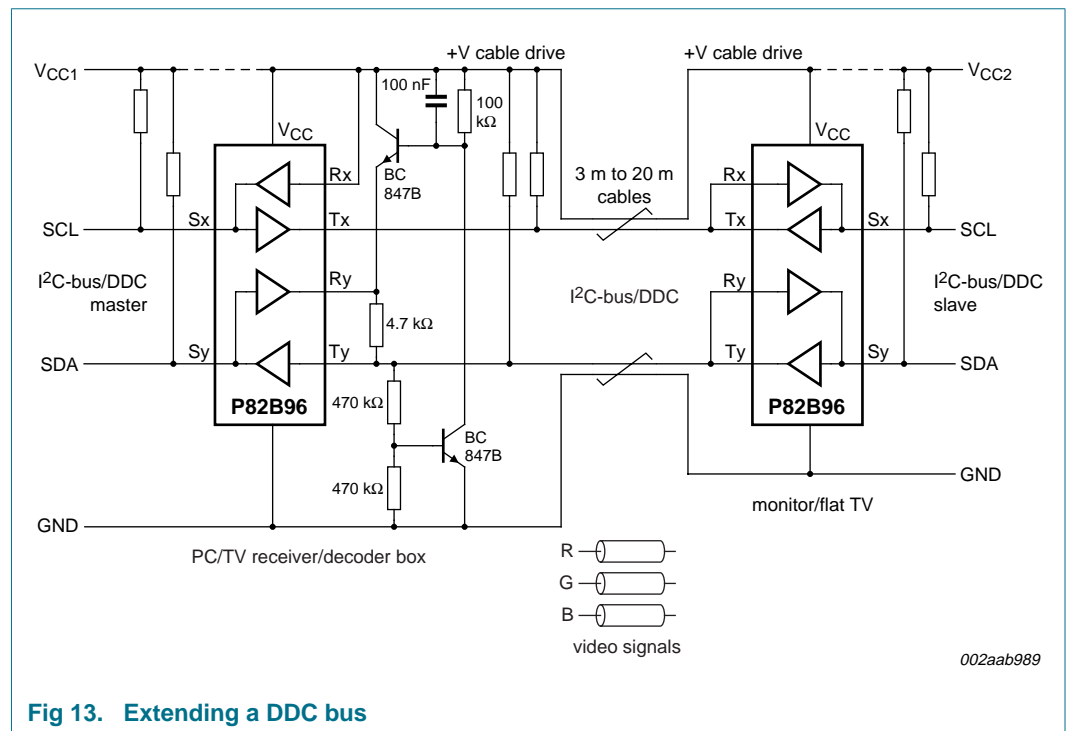 +V cable drive
+V cable drive
VCC1
VCC2
100 nF
100
kΩ
VCC
VCC
BC
847B
3 m to 20 m
cables
Rx
Rx
Sx
Tx
Tx
Sx
SCL
SCL
I2C-bus/DDC
master
Ry
I2C-bus/DDC
Ry
I2C-bus/DDC
slave
4.7 kΩ
SDA
Sy
Ty
Ty
Sy
SDA
P82B96
P82B96
470 kΩ
BC
847B
470 kΩ
GND
monitor/flat TV
GND
PC/TV receiver/decoder box
R
G
B
video signals
002aab989
Fig 13. Extending a DDC bus